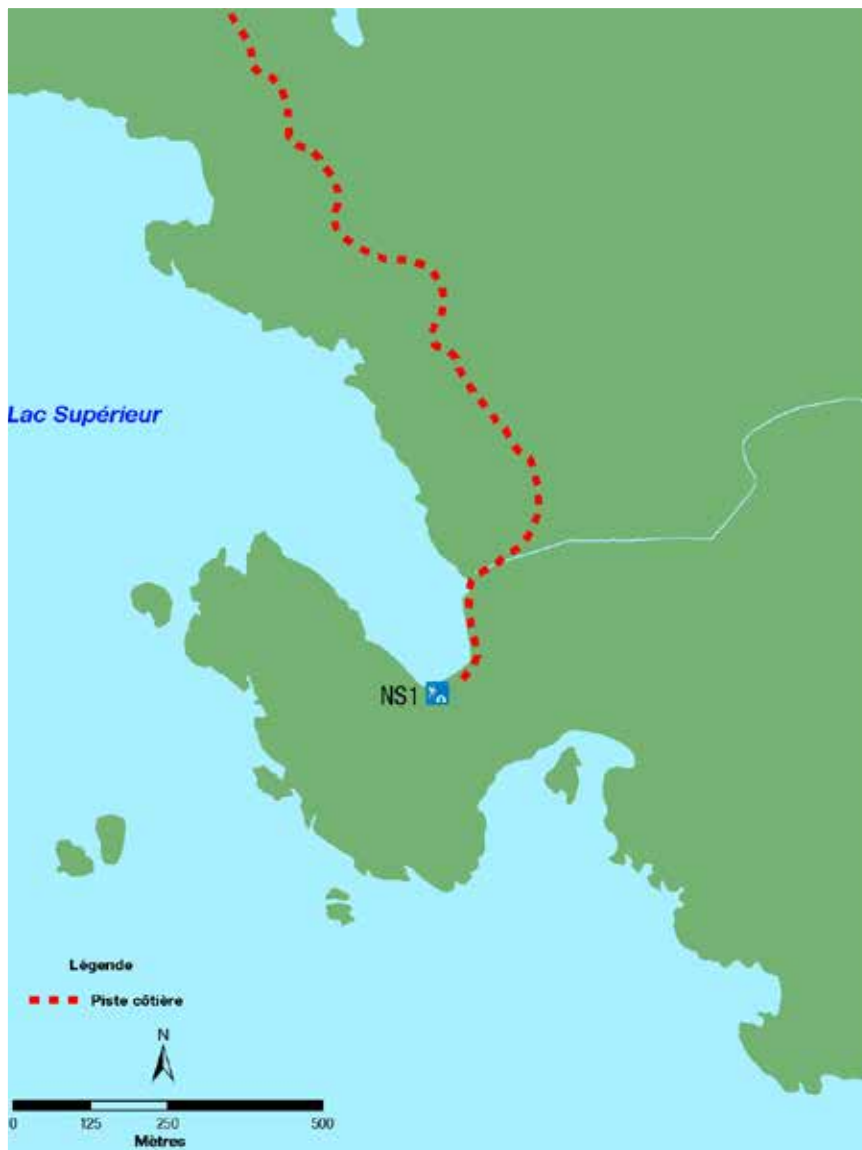 Lac Supérieur
NS1
Légende
Piste côtière
N
0 125 250 500
Mètres